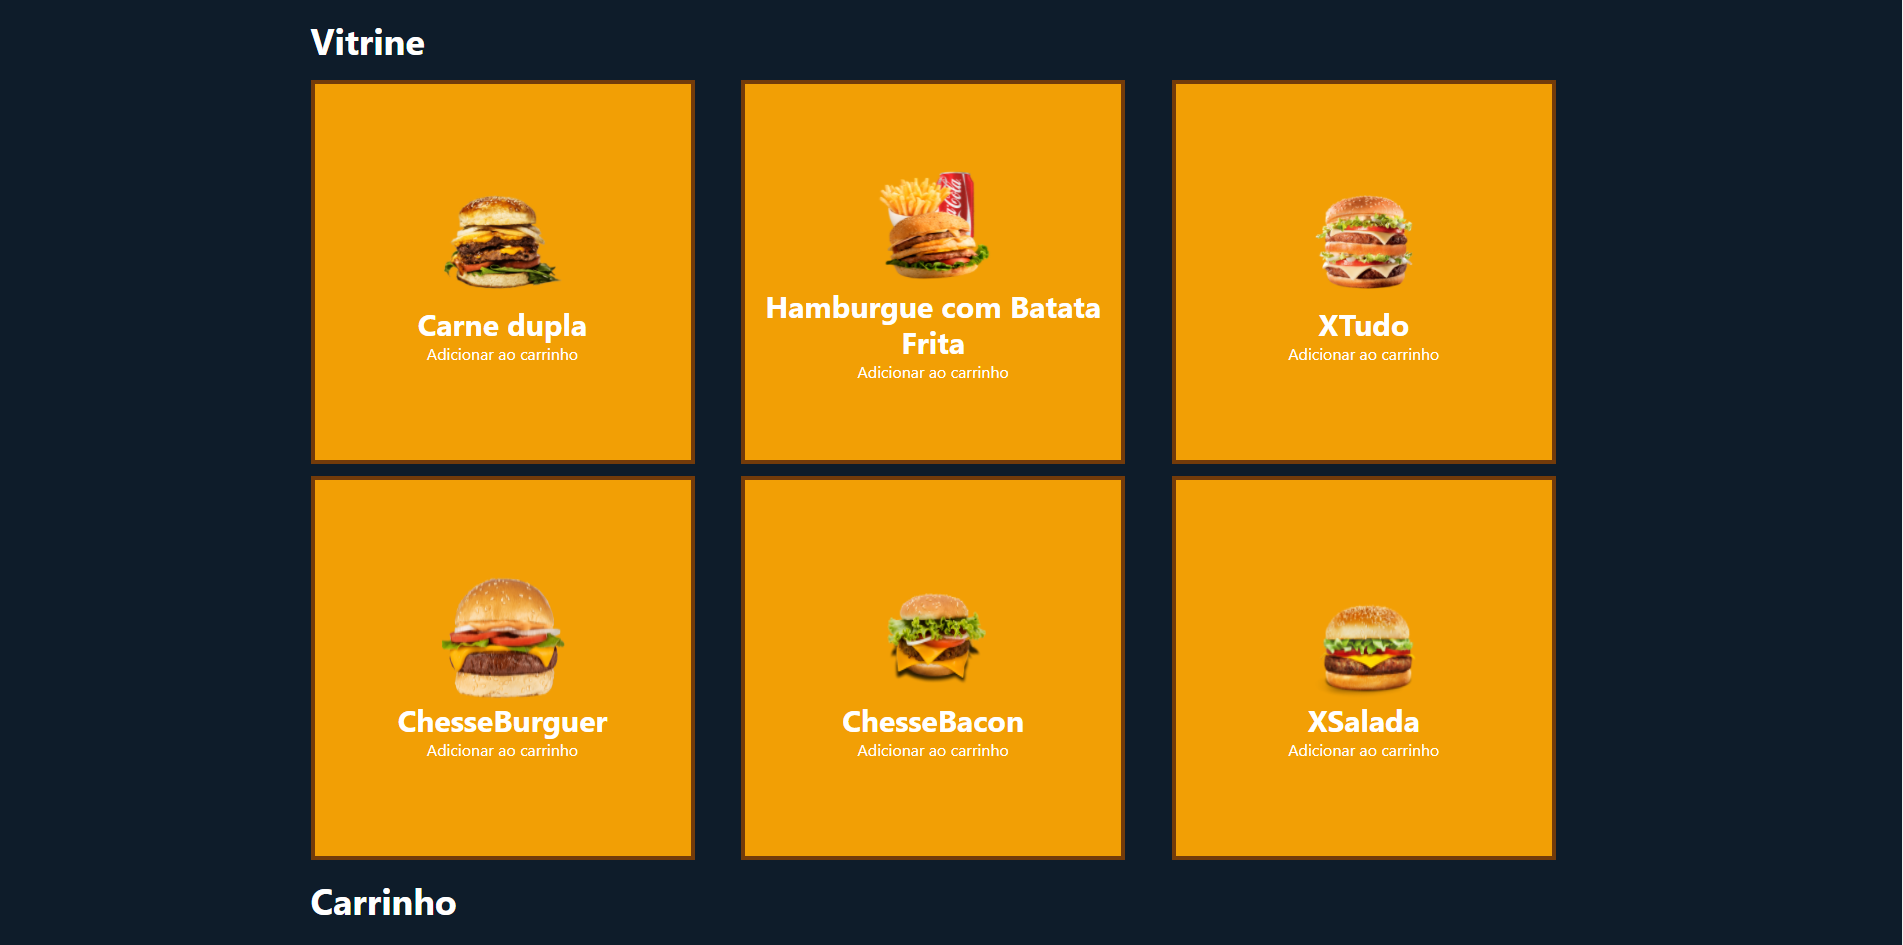 Vitrine
Carne dupla
Adicionar ao carrinho
Hamburgue com Batata
Frita
Adicionar ao carrinho
XTudo
Adicionar ao carrinho
ChesseBurguer
Adicionar ao carrinho
ChesseBacon
Adicionar ao carrinho
XSalada
Adicionar ao carrinho
Carrinho